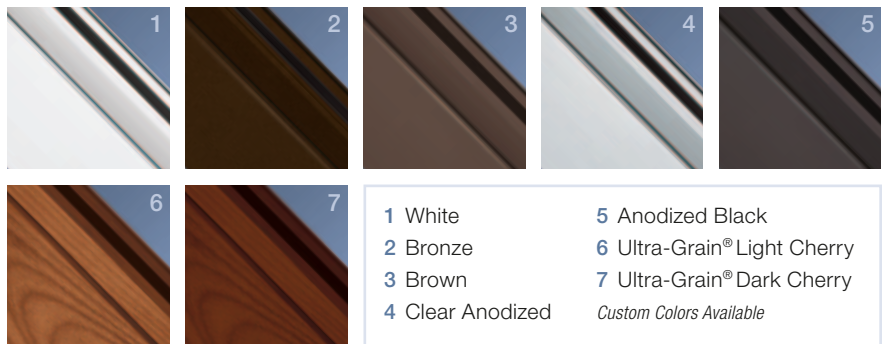 1
2
3
4
5
6
7
1 White
2 Bronze
3 Brown
4 Clear Anodized
5 Anodized Black
6 Ultra-Grain® Light Cherry
7 Ultra-Grain® Dark Cherry
Custom Colors Available